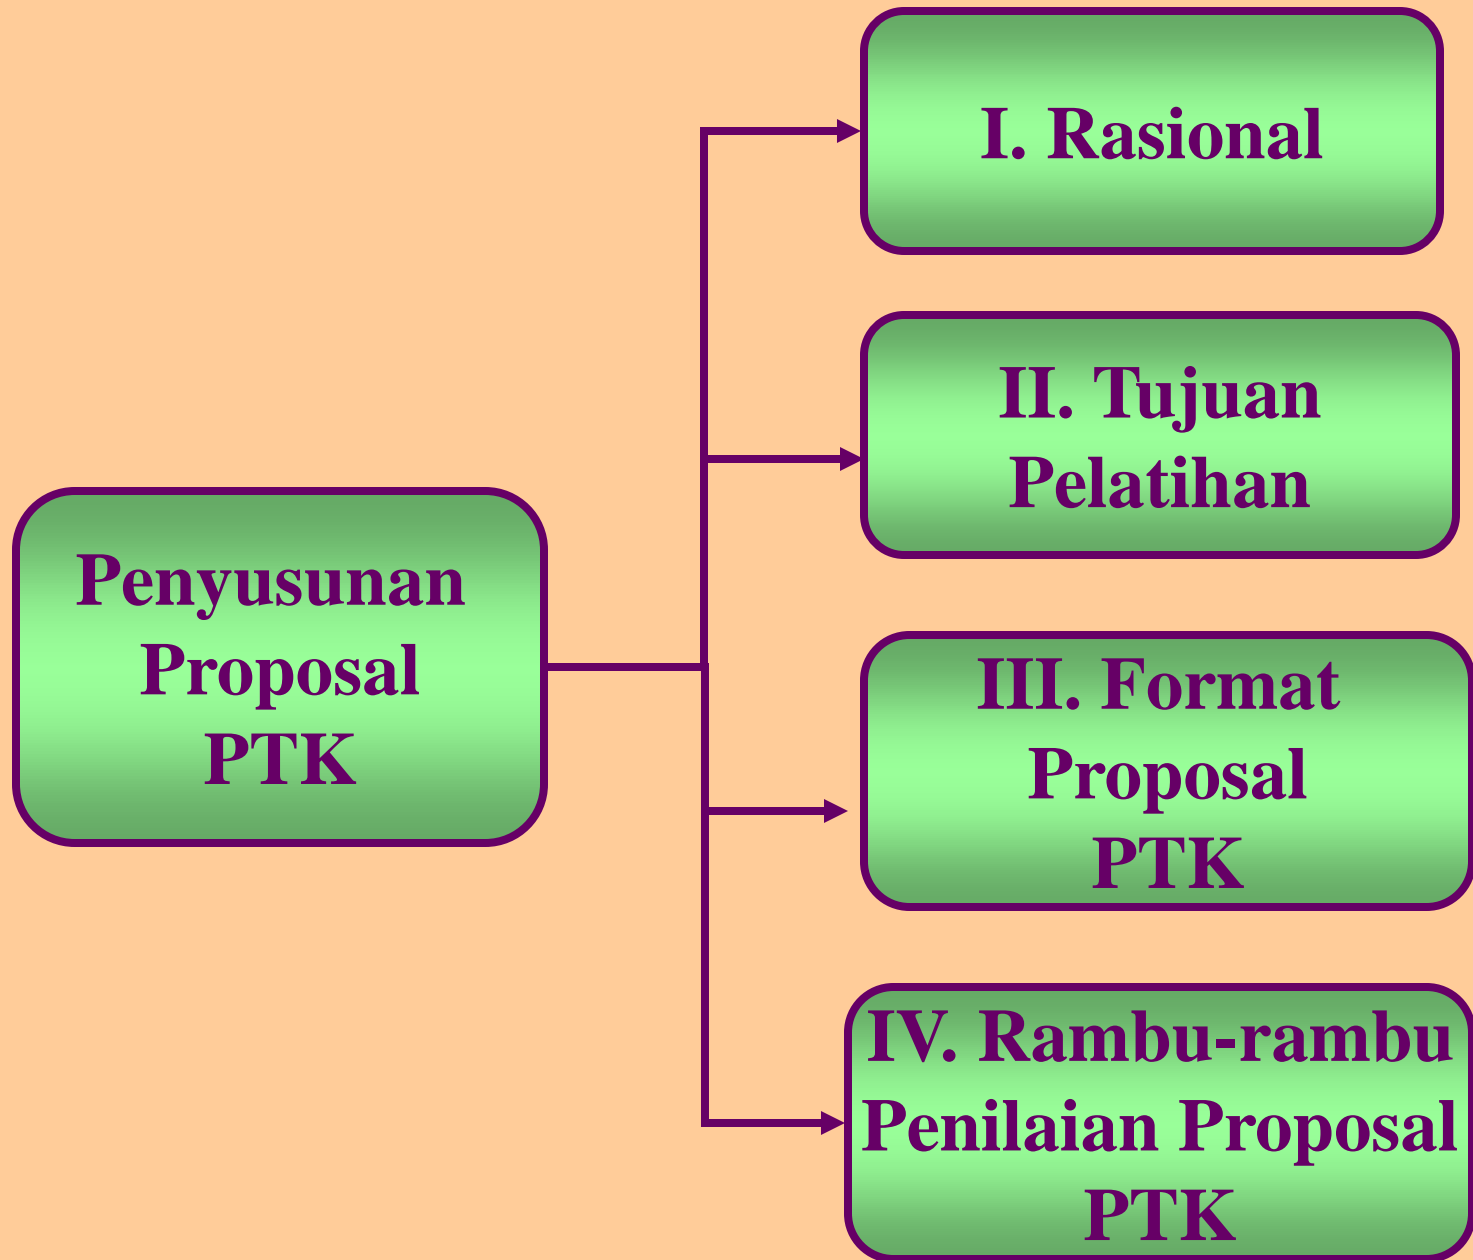 Penyusunan
Proposal
PTK
I. Rasional
II. Tujuan
Pelatihan
III. Format
Proposal
PTK
IV. Rambu-rambu
Penilaian Proposal
PTK